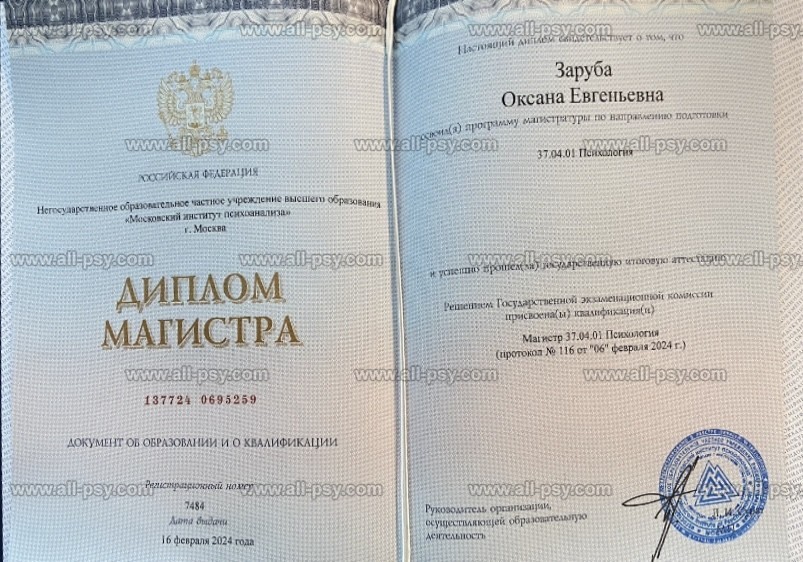 РОССИЙСКАЯ ФЕДЕРАЦИЯ
Негосударственное образовательное частное учреждение высшего образования
«Московский институт психоанализа»
г. Москва
ДИПЛОМ
МАГИСТРА
137724 0695259
ДОКУМЕНТ ОБ ОБРАЗОВАНИИ И О КВАЛИФИКАЦИИ
Регистрационный номер
7484
Дата выдачи
16 февраля 2024 года
Настоящий диплом свидетельствует о том, что
Заруба
Оксана Евгеньевна
освоил(а) программу магистратуры по направлению подготовки
37.04.01 Психология
и успешно прошел(ла) государственную итоговую аттестацию
Решением Государственной экзаменационной комиссии
присвоена(ы) квалификация(и)
Магистр 37.04.01 Психология
(протокол № 116 от "06" февраля 2024 г.)
Руководитель организации,
осуществляющей образовательную
деятельность
www.all-psy.com